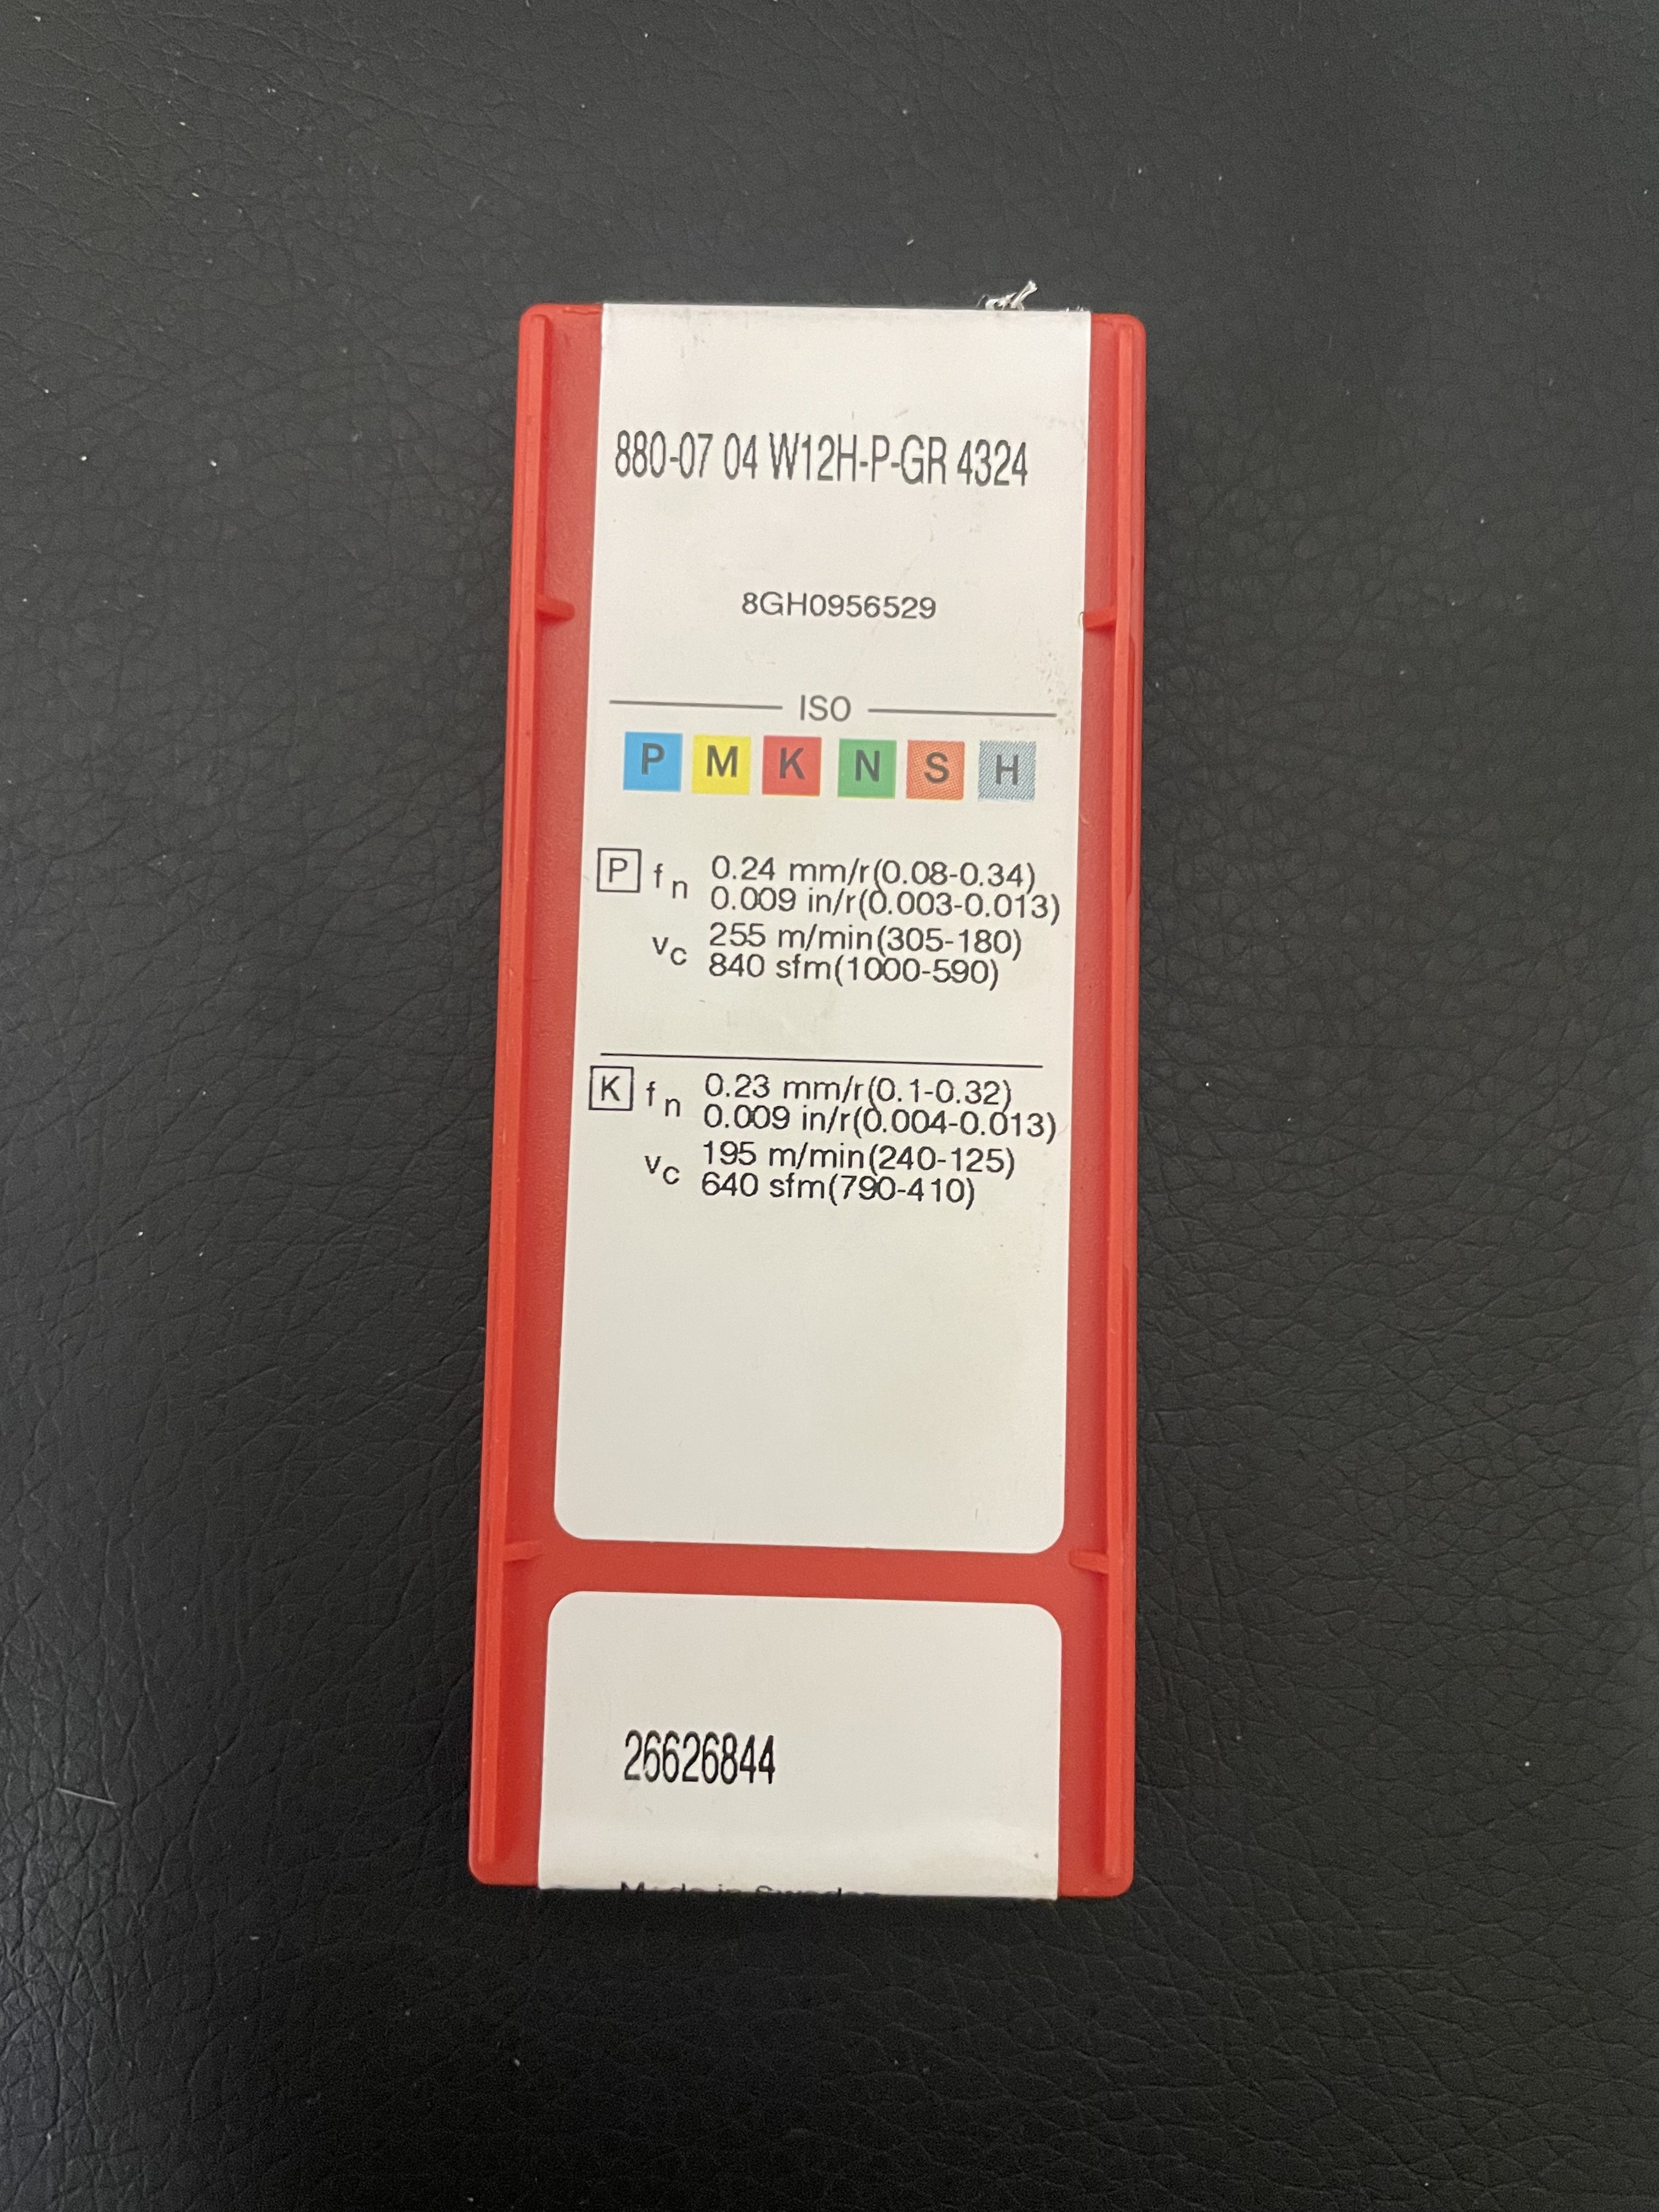 880-07 04 W12H-P-GR 4324
8GH0956529
ISO
P M K N S H
P fn 0.24 mm/r(0.08-0.34)
0.009 in/r(0.003-0.013)
vc 255 m/min(305-180)
840 sfm(1000-590)
K fn 0.23 mm/r(0.1-0.32)
0.009 in/r(0.004-0.013)
vc 195 m/min(240-125)
640 sfm(790-410)
26626844
Made in Sweden